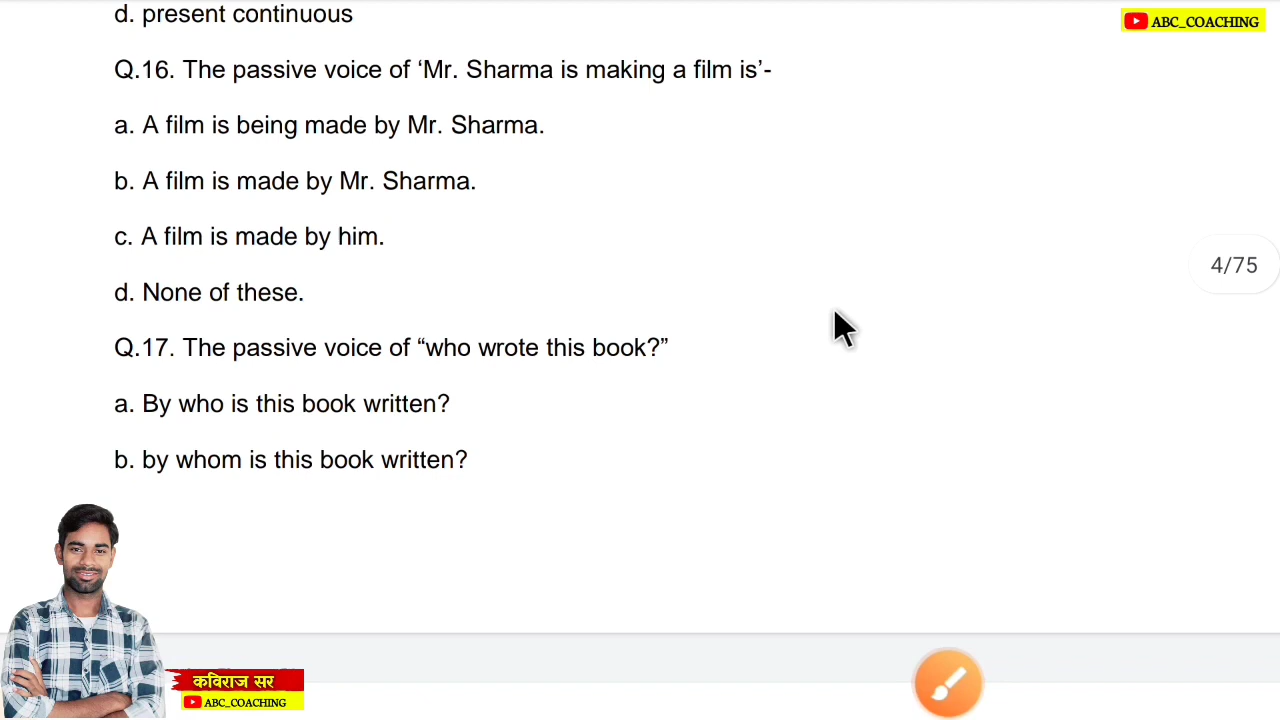 d. present continuous
ABC_COACHING
Q.16. The passive voice of ‘Mr. Sharma is making a film is’-
a. A film is being made by Mr. Sharma.
b. A film is made by Mr. Sharma.
c. A film is made by him.
4/75
d. None of these.
Q.17. The passive voice of “who wrote this book?”
a. By who is this book written?
b. by whom is this book written?
कविराज सर
ABC_COACHING